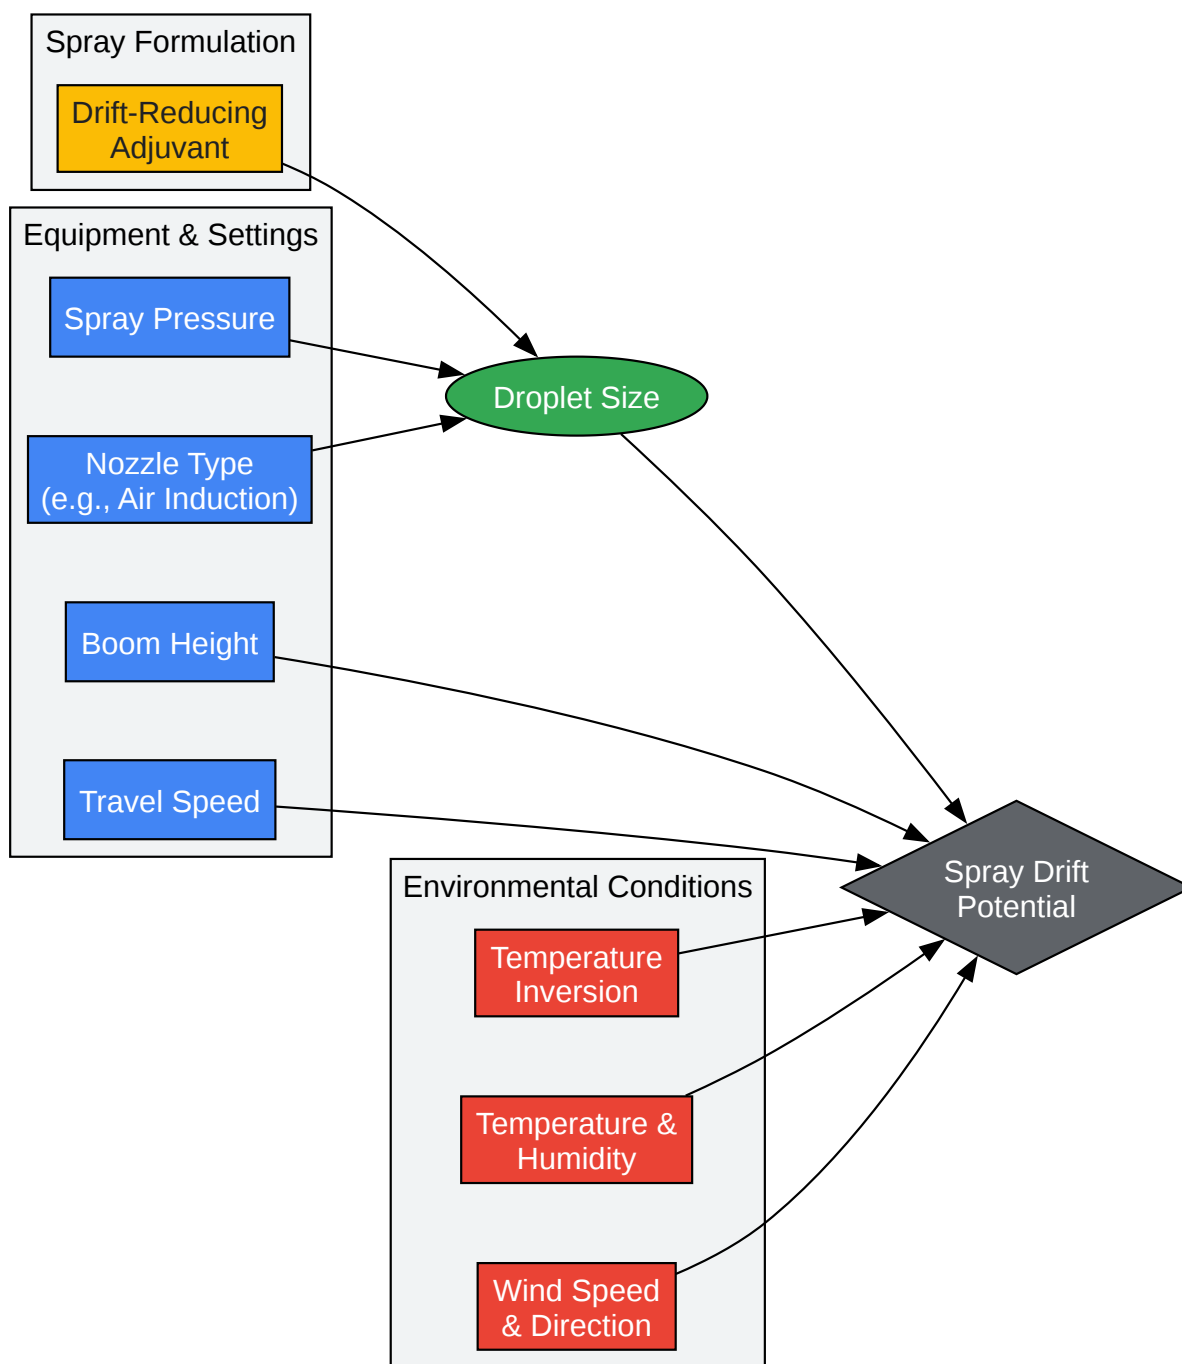 Spray Formulation
Drift-Reducing
Adjuvant
Equipment & Settings
Spray Pressure
Nozzle Type
(e.g., Air Induction)
Boom Height
Travel Speed
Droplet Size
Environmental Conditions
Temperature
Inversion
Temperature &
Humidity
Wind Speed
& Direction
Spray Drift
Potential